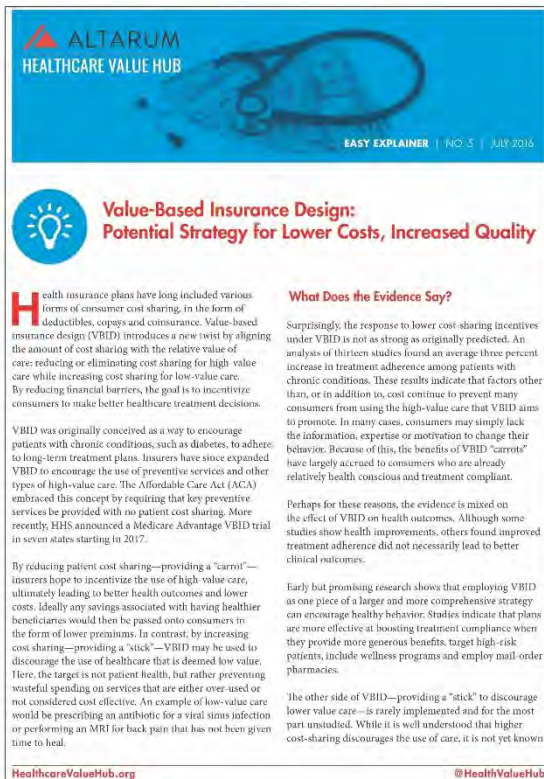 ALTARUM
HEALTHCARE VALUE HUB
EASY EXPLAINER | NO. 5 | JULY 2016
Value-Based Insurance Design:
Potential Strategy for Lower Costs, Increased Quality
Health insurance plans have long included various
forms of consumer cost sharing, in the form of
deductibles, copays and coinsurance. Value-based
insurance design (VBID) introduces a new twist by aligning
the amount of cost sharing with the relative value of
care: reducing or eliminating cost sharing for high-value
care while increasing cost sharing for low-value care.
By reducing financial barriers, the goal is to incentivize
consumers to make better healthcare treatment decisions.
VBID was originally conceived as a way to encourage
patients with chronic conditions, such as diabetes, to adhere
to long-term treatment plans. Insurers have since expanded
VBID to encourage the use of preventive services and other
types of high-value care. The Affordable Care Act (ACA)
embraced this concept by requiring that key preventive
services be provided with no patient cost sharing. More
recently, HHS announced a Medicare Advantage VBID trial
in seven states starting in 2017.
By reducing patient cost sharing—providing a "carrot"—
insurers hope to incentivize the use of high-value care,
ultimately leading to better health outcomes and lower
costs. Ideally any savings associated with having healthier
beneficiaries would then be passed onto consumers in
the form of lower premiums. In contrast, by increasing
cost sharing—providing a "stick"—VBID may be used to
discourage the use of healthcare that is deemed low value.
Here, the target is not patient health, but rather preventing
wasteful spending on services that are either over-used or
not considered cost effective. An example of low-value care
would be prescribing an antibiotic for a viral sinus infection
or performing an MRI for back pain that has not been given
time to heal.
What Does the Evidence Say?
Surprisingly, the response to lower cost-sharing incentives
under VBID is not as strong as originally predicted. An
analysis of thirteen studies found an average three percent
increase in treatment adherence among patients with
chronic conditions. These results indicate that factors other
than, or in addition to, cost continue to prevent many
consumers from using the high-value care that VBID aims
to promote. In many cases, consumers may simply lack
the information, expertise or motivation to change their
behavior. Because of this, the benefits of VBID "carrots"
have largely accrued to consumers who are already
relatively health conscious and treatment compliant.
Perhaps for these reasons, the evidence is mixed on
the effect of VBID on health outcomes. Although some
studies show health improvements, others found improved
treatment adherence did not necessarily lead to better
clinical outcomes.
Early but promising research shows that employing VBID
as one piece of a larger and more comprehensive strategy
can encourage healthy behavior. Studies indicate that plans
are more effective at boosting treatment compliance when
they provide more generous benefits, target high-risk
patients, include wellness programs and employ mail-order
pharmacies.
The other side of VBID—providing a "stick" to discourage
lower value care—is rarely implemented and for the most
part unstudied. While it is well understood that higher
cost-sharing discourages the use of care, it is not yet known
HealthcareValueHub.org
@HealthValueHub